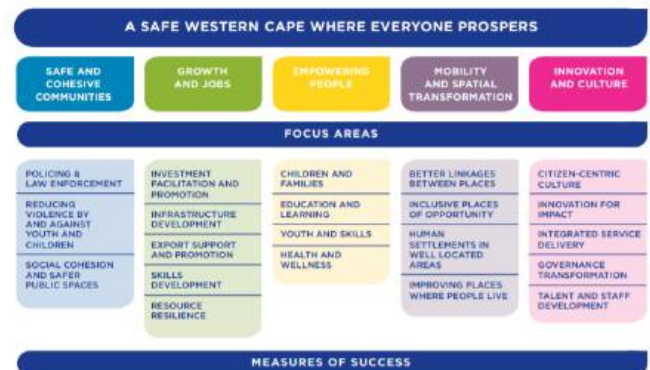 A SAFE WESTERN CAPE WHERE EVERYONE PROSPERS
SAFE AND
COHESIVE
COMMUNITIES
GROWTH
AND JOBS
EMPOWERING
PEOPLE
MOBILITY
AND SPATIAL
TRANSFORMATION
INNOVATION
AND CULTURE
FOCUS AREAS
POLICING &
LAW ENFORCEMENT
REDUCING
VIOLENCE BY
AND AGAINST
YOUTH AND
CHILDREN
SOCIAL COHESION
AND SAFER
PUBLIC SPACES
INVESTMENT
FACILITATION AND
PROMOTION
INFRASTRUCTURE
DEVELOPMENT
EXPORT SUPPORT
AND PROMOTION
SKILLS
DEVELOPMENT
RESOURCE
RESILIENCE
CHILDREN AND
FAMILIES
EDUCATION AND
LEARNING
YOUTH AND SKILLS
HEALTH AND
WELLNESS
BETTER LINKAGES
BETWEEN PLACES
INCLUSIVE PLACES
OF OPPORTUNITY
HUMAN
SETTLEMENTS IN
WELL LOCATED
AREAS
IMPROVING PLACES
WHERE PEOPLE LIVE
CITIZEN-CENTRIC
CULTURE
INNOVATION FOR
IMPACT
INTEGRATED SERVICE
DELIVERY
GOVERNANCE
TRANSFORMATION
TALENT AND STAFF
DEVELOPMENT
MEASURES OF SUCCESS